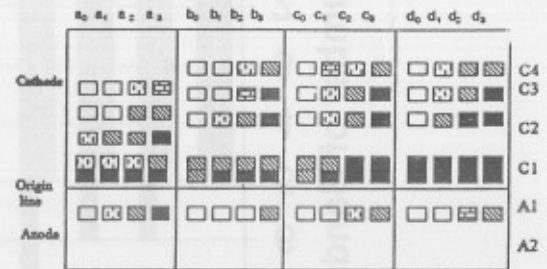 a₀ a₁ a₂ a₃ b₀ b₁ b₂ b₃ c₀ c₁ c₂ c₃ d₀ d₁ d₂ d₃
Cathode
C4
C3
C2
C1
Origin
line
Anode
A1
A2